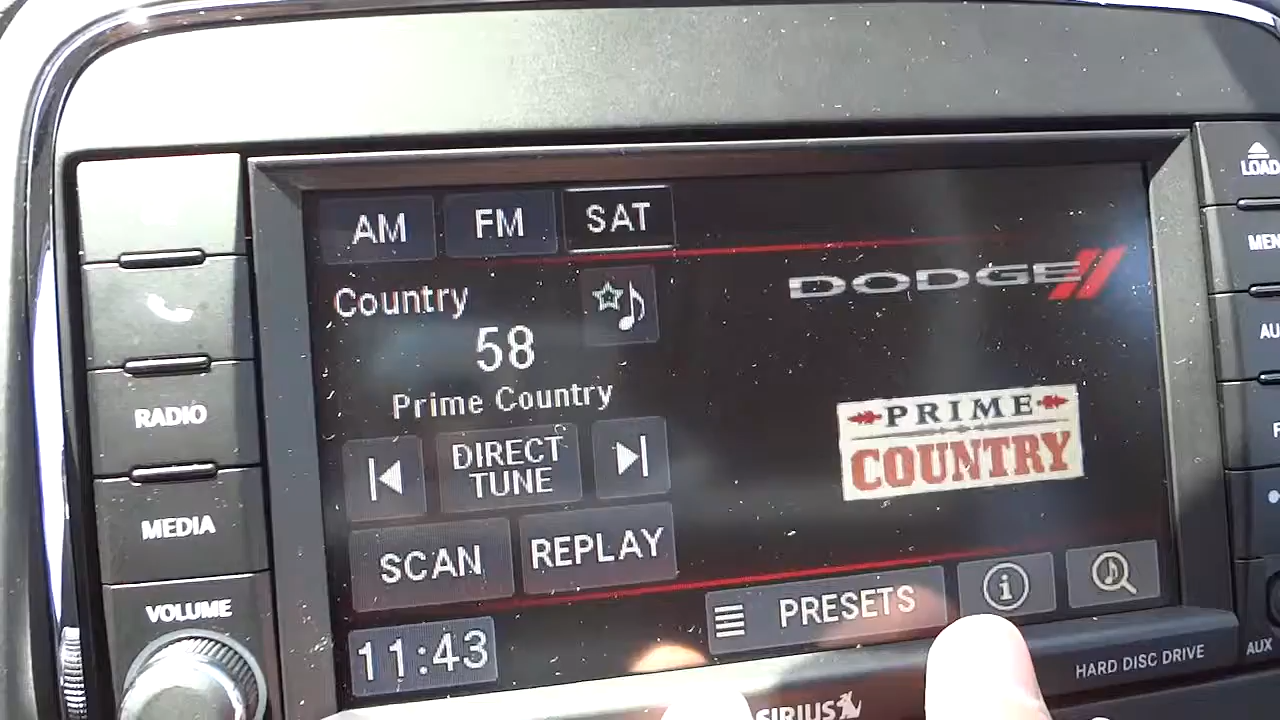 AM FM SAT
LOAD
DODGE
Country
58
Prime Country
RADIO
PRIME
COUNTRY
DIRECT
TUNE
MEDIA
SCAN
REPLAY
VOLUME
PRESETS
i
11:43
HARD DISC DRIVE
AUX
SIRIUS